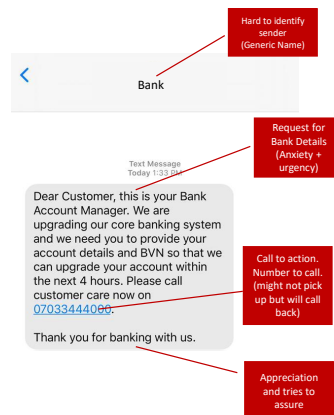 Hard to identify
sender
(Generic Name)
Bank
Request for
Bank Details
(Anxiety +
urgency)
Text Message
Today 1:33 PM
Dear Customer, this is your Bank
Account Manager. We are
upgrading our core banking system
and we need you to provide your
account details and BVN so that we
can upgrade your account within
the next 4 hours. Please call
customer care now on
07033444000.
Thank you for banking with us.
Call to action.
Number to call.
(might not pick
up but will call
back)
Appreciation
and tries to
assure